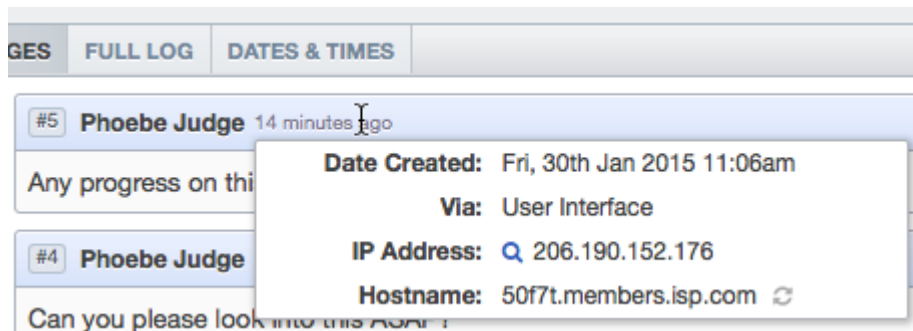 GES FULL LOG DATES & TIMES
#5 Phoebe Judge 14 minutes ago
Date Created: Fri, 30th Jan 2015 11:06am
Any progress on thi
Via: User Interface
IP Address: 206.190.152.176
#4 Phoebe Judge
Hostname: 50f7t.members.isp.com
Can you please look into this ASAP?